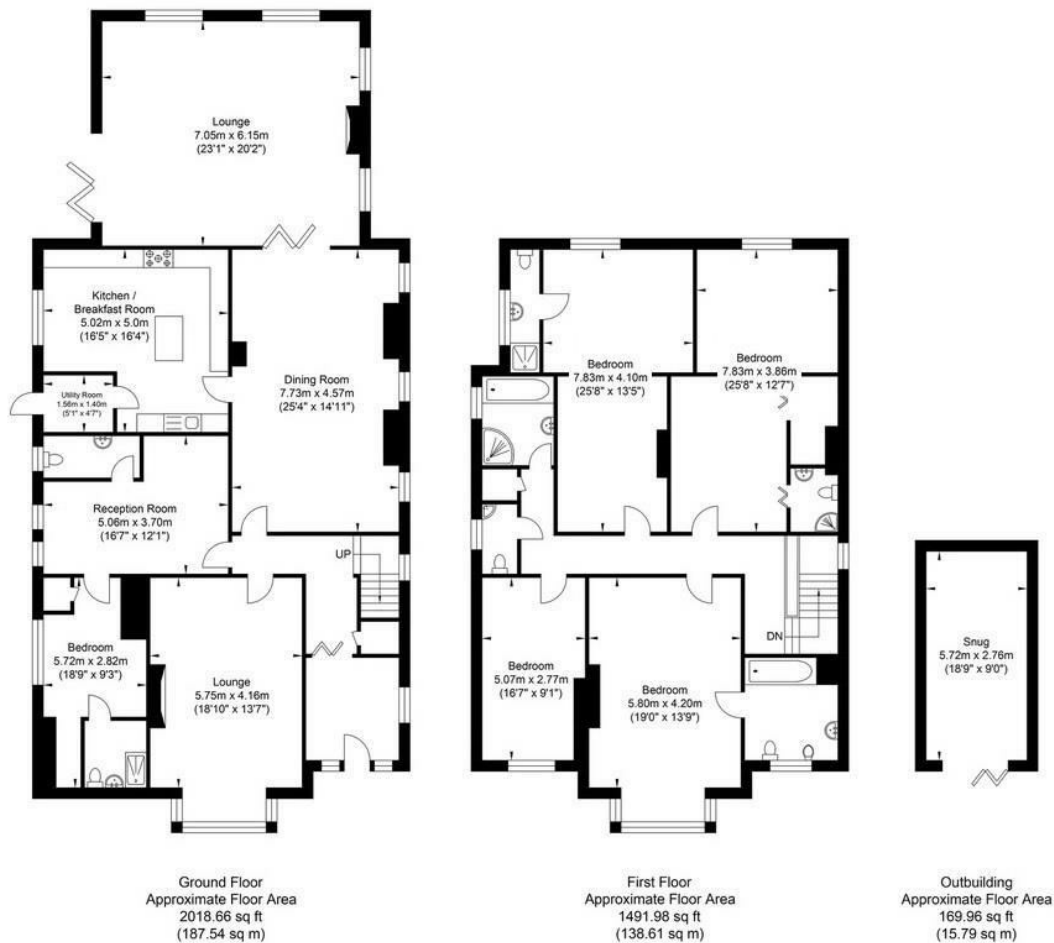 Lounge
7.05m x 6.15m
(23'1" x 20'2")
Kitchen /
Breakfast Room
5.02m x 5.0m
(16'5" x 16'4")
Utility Room
1.56m x 1.40m
(5'1" x 4'7")
Dining Room
7.73m x 4.57m
(25'4" x 14'11")
Reception Room
5.06m x 3.70m
(16'7" x 12'1")
UP
Bedroom
5.72m x 2.82m
(18'9" x 9'3")
Lounge
5.75m x 4.16m
(18'10" x 13'7")
Ground Floor
Approximate Floor Area
2018.66 sq ft
(187.54 sq m)
Bedroom
7.83m x 4.10m
(25'8" x 13'5")
Bedroom
7.83m x 3.86m
(25'8" x 12'7")
DN
Bedroom
5.07m x 2.77m
(16'7" x 9'1")
Bedroom
5.80m x 4.20m
(19'0" x 13'9")
First Floor
Approximate Floor Area
1491.98 sq ft
(138.61 sq m)
Snug
5.72m x 2.76m
(18'9" x 9'0")
Outbuilding
Approximate Floor Area
169.96 sq ft
(15.79 sq m)